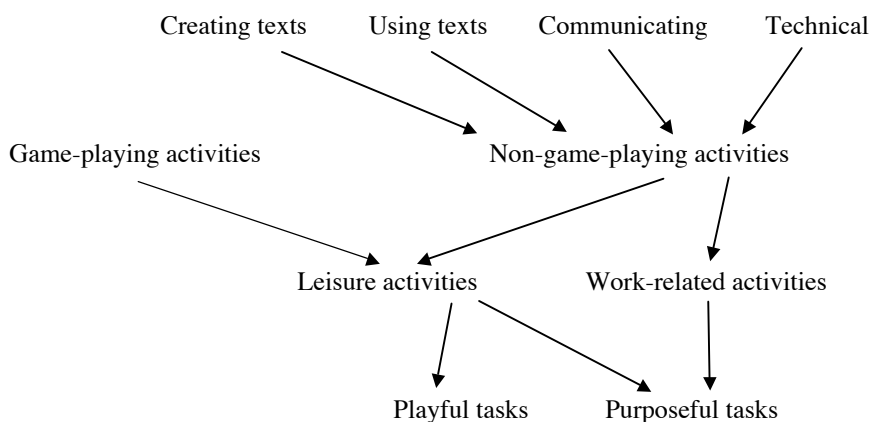 Creating texts Using texts Communicating Technical
Game-playing activities Non-game-playing activities
Leisure activities Work-related activities
Playful tasks Purposeful tasks